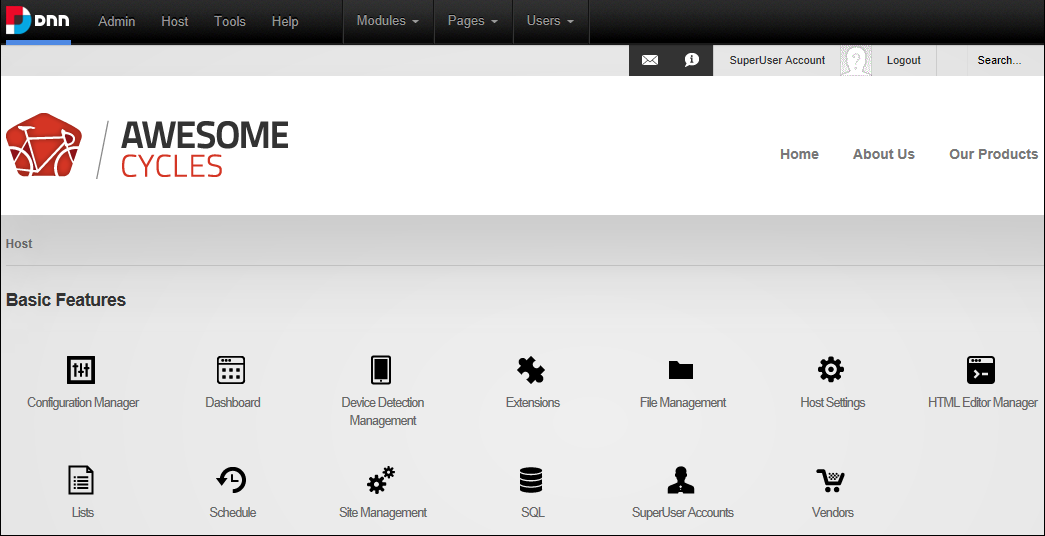 DNN Admin Host Tools Help Modules Pages Users
SuperUser Account Logout Search...
AWESOME
CYCLES
Home About Us Our Products
Host
Basic Features
Configuration Manager Dashboard Device Detection Management Extensions File Management Host Settings HTML Editor Manager
Lists Schedule Site Management SQL SuperUser Accounts Vendors